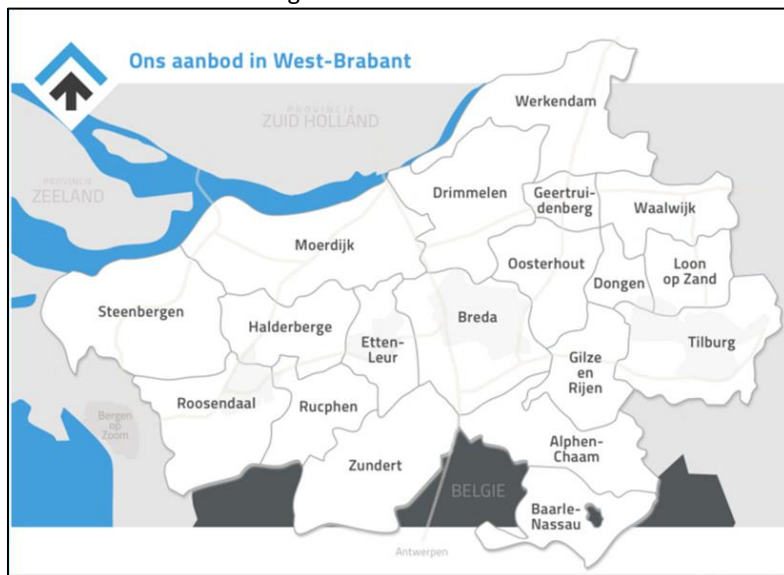 Ons aanbod in West-Brabant
Werkendam
PROVINCIE
ZUID HOLLAND
PROVINCIE
ZEELAND
Drimmelen
Geertrui-
denberg
Waalwijk
Moerdijk
Oosterhout
Dongen
Loon
op Zand
Steenbergen
Halderberge
Etten-
Leur
Breda
Tilburg
Gilze
en
Rijen
Roosendaal
Rucphen
Bergen
op
Zoom
Alphen-
Chaam
Zundert
BELGIE
Baarle-
Nassau
Antwerpen